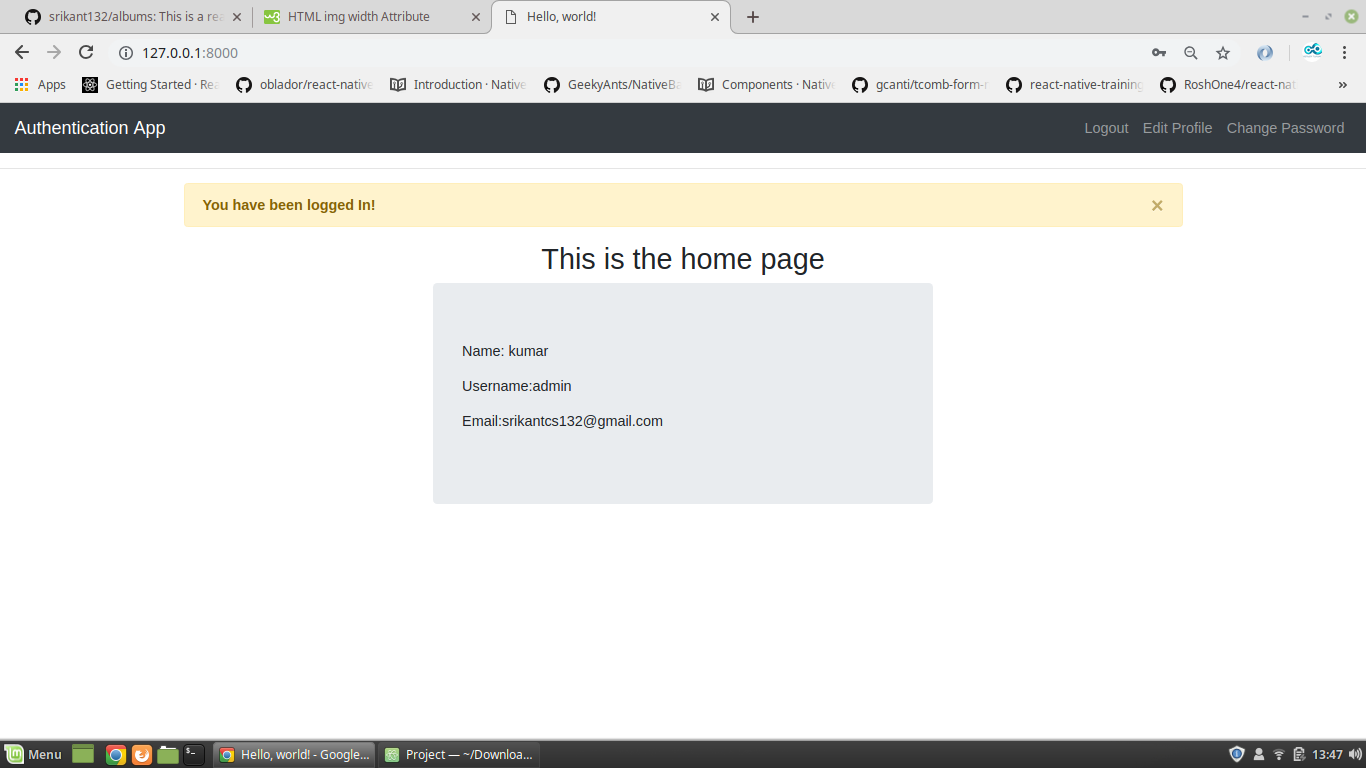 srikant132/albums: This is a rea
HTML img width Attribute
Hello, world!
127.0.0.1:8000
Apps
Getting Started · Rea
oblador/react-native
Introduction · Native
GeekyAnts/NativeBa
Components · Nativ
gcanti/tcomb-form-n
react-native-training
RoshOne4/react-nat
»
Authentication App
Logout Edit Profile Change Password
You have been logged In!
×
This is the home page
Name: kumar
Username:admin
Email:srikantcs132@gmail.com
Menu
Hello, world! - Google...
Project — ~/Downloa...
13:47